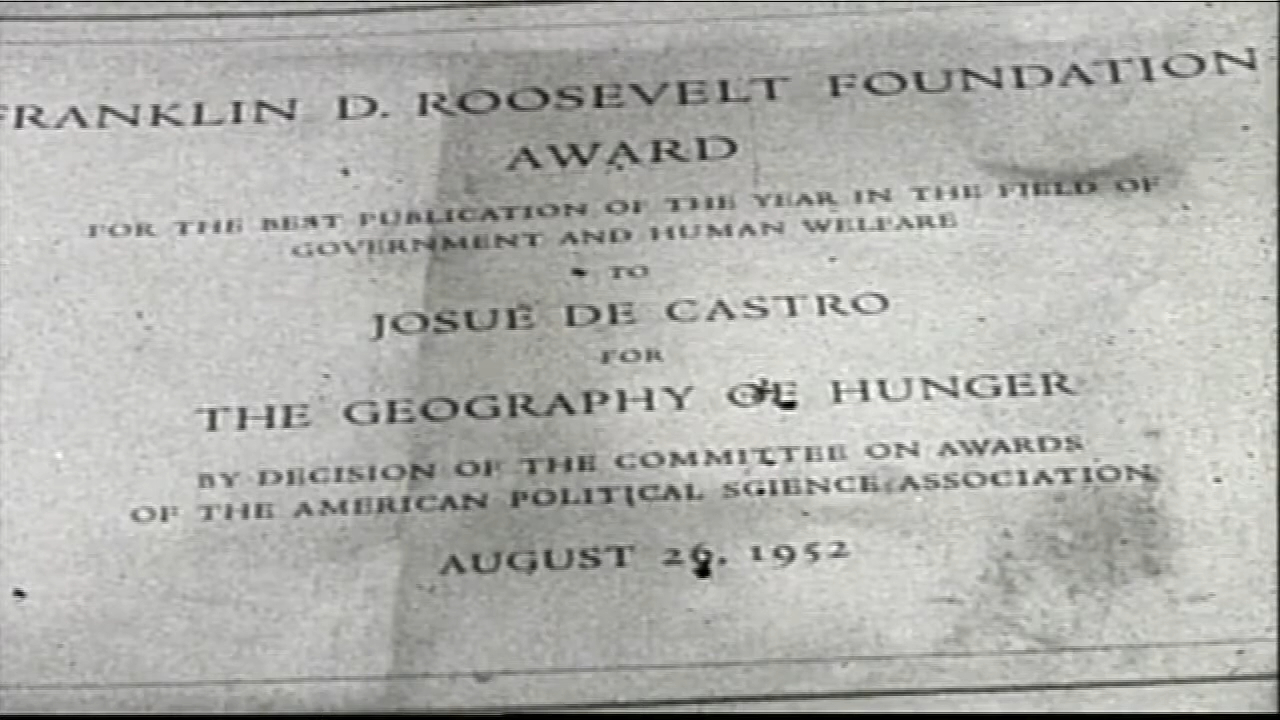 FRANKLIN D. ROOSEVELT FOUNDATION
AWARD
FOR THE BEST PUBLICATION OF THE YEAR IN THE FIELD OF
GOVERNMENT AND HUMAN WELFARE
TO
JOSUÉ DE CASTRO
FOR
THE GEOGRAPHY OF HUNGER
BY DECISION OF THE COMMITTEE ON AWARDS
OF THE AMERICAN POLITICAL SCIENCE ASSOCIATION
AUGUST 26, 1952